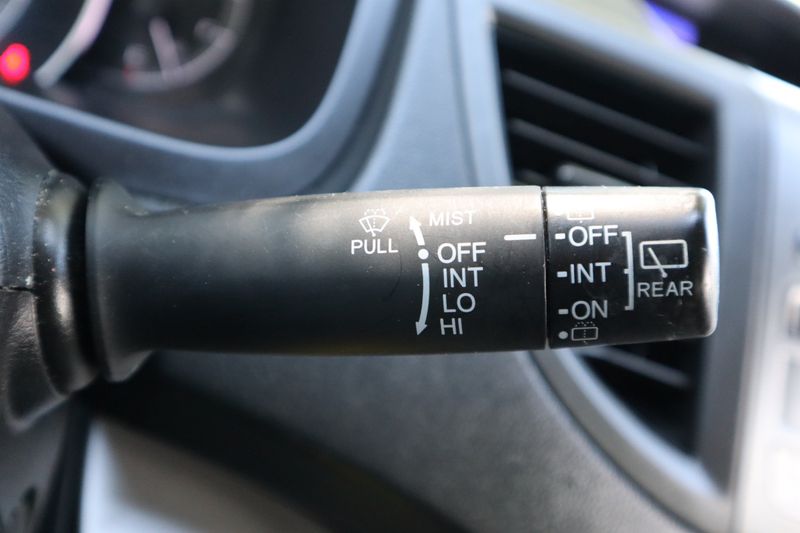 MIST
PULL
OFF
INT
LO
HI
OFF
INT
ON
REAR